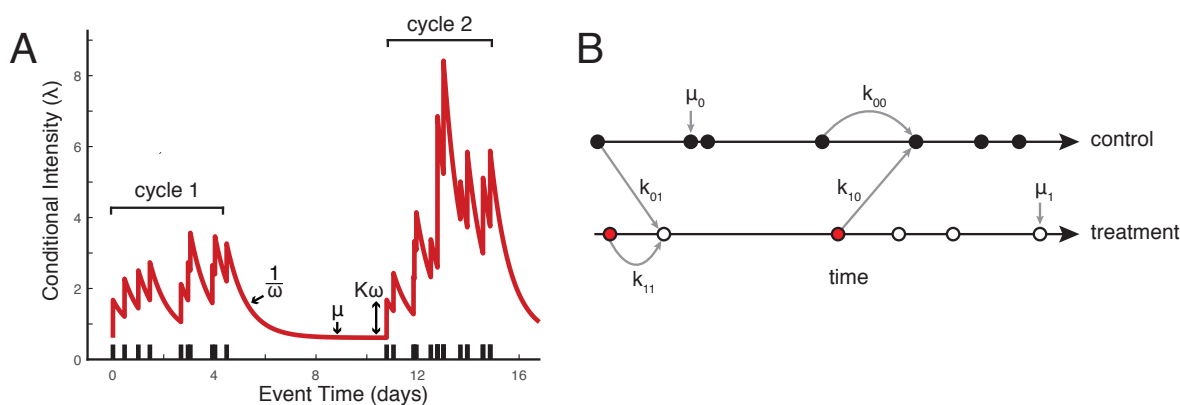 A
Conditional Intensity (λ)
8
6
4
2
0
cycle 1
cycle 2
1
ω
μ
Kω
0
4
8
12
16
Event Time (days)
B
μ₀
k₀₀
control
k₀₁
k₁₀
μ₁
treatment
k₁₁
time